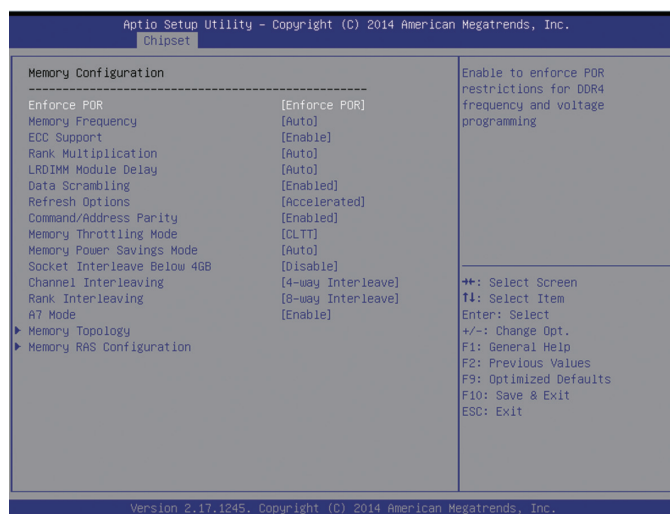 Aptio Setup Utility – Copyright (C) 2014 American Megatrends, Inc.
Chipset
Memory Configuration
------------------------------------------------
Enforce POR [Enforce POR]
Memory Frequency [Auto]
ECC Support [Enable]
Rank Multiplication [Auto]
LRDIMM Module Delay [Auto]
Data Scrambling [Enabled]
Refresh Options [Accelerated]
Command/Address Parity [Enabled]
Memory Throttling Mode [CLTT]
Memory Power Savings Mode [Auto]
Socket Interleave Below 4GB [Disable]
Channel Interleaving [4-way Interleave]
Rank Interleaving [8-way Interleave]
A7 Mode [Enable]
Memory Topology
Memory RAS Configuration
Enable to enforce POR
restrictions for DDR4
frequency and voltage
programming
→←: Select Screen
↑↓: Select Item
Enter: Select
+/-: Change Opt.
F1: General Help
F2: Previous Values
F9: Optimized Defaults
F10: Save & Exit
ESC: Exit
Version 2.17.1245. Copyright (C) 2014 American Megatrends, Inc.